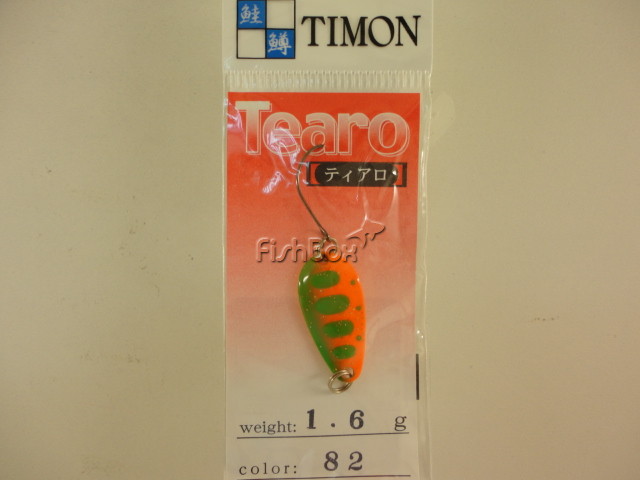 鮭 TIMON
鱒
Tearo
【ティアロ】
FishBox
weight: 1.6 g
color: 82